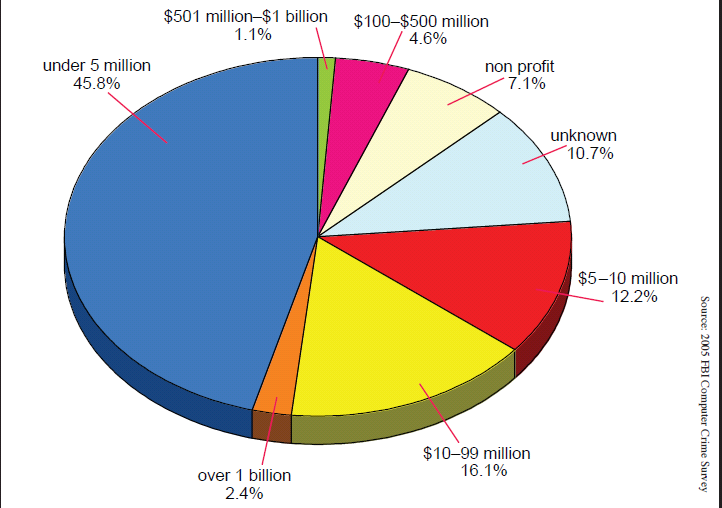 $501 million–$1 billion
1.1%
$100–$500 million
4.6%
under 5 million
45.8%
non profit
7.1%
unknown
10.7%
$5–10 million
12.2%
$10–99 million
16.1%
over 1 billion
2.4%
Source: 2005 FBI Computer Crime Survey